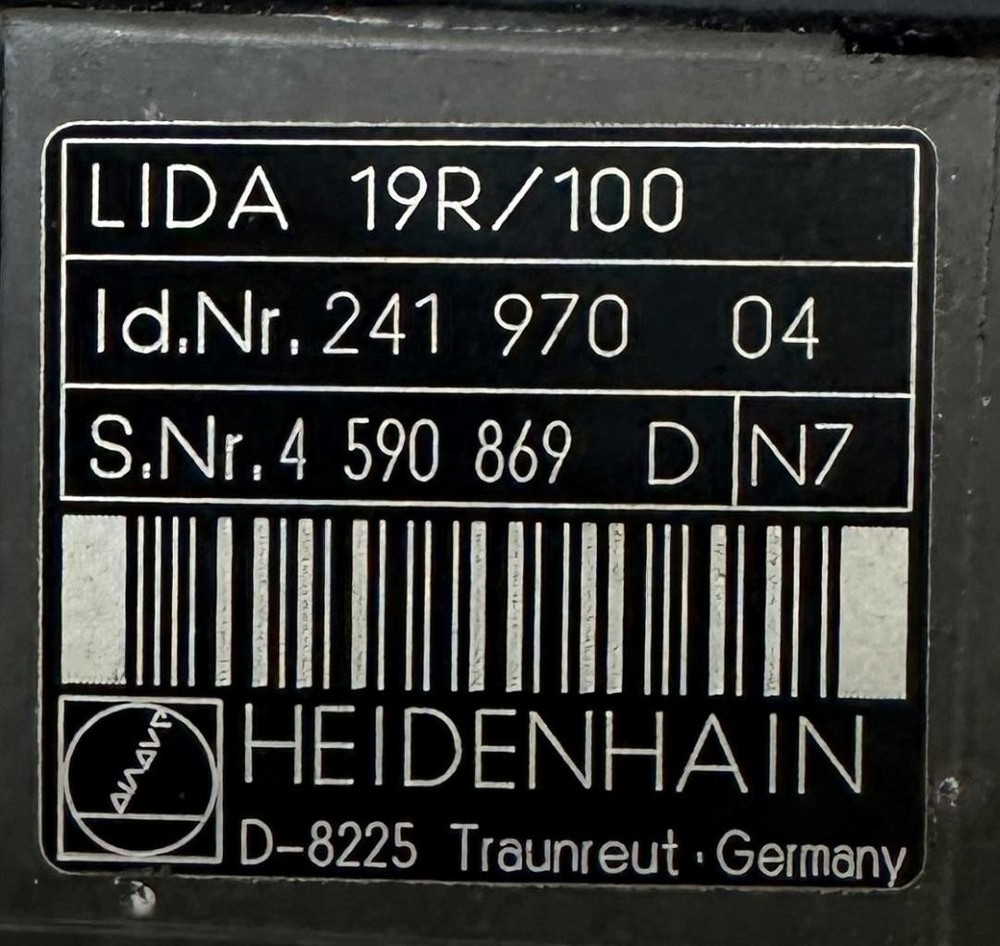 LIDA 19R/100
Id.Nr. 241 970 04
S.Nr. 4 590 869 D N7
HEIDENHAIN
D-8225 Traunreut · Germany